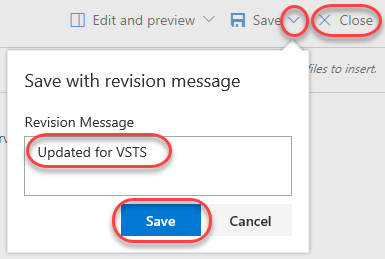 Edit and preview Save Close
files to insert.
Save with revision message
Revision Message
Updated for VSTS
Save Cancel